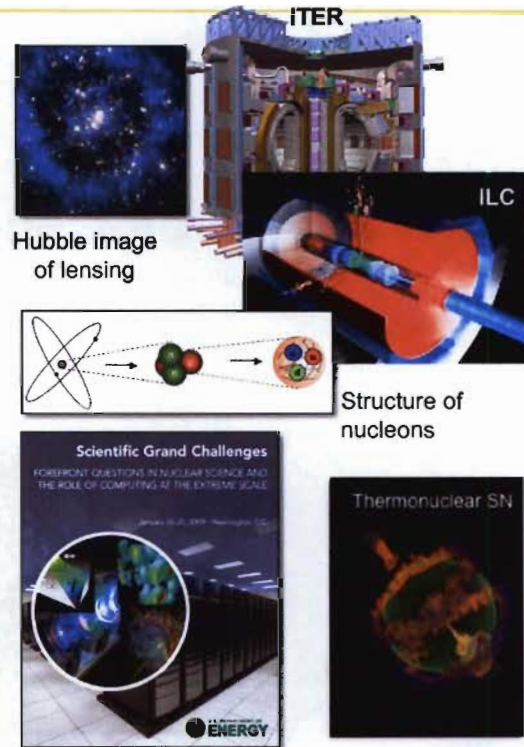 iTER
ILC
Hubble image
of lensing
Structure of
nucleons
Scientific Grand Challenges
FOREFRONT QUESTIONS IN NUCLEAR SCIENCE AND
THE ROLE OF COMPUTING AT THE EXTREME SCALE
Thermonuclear SN
ENERGY